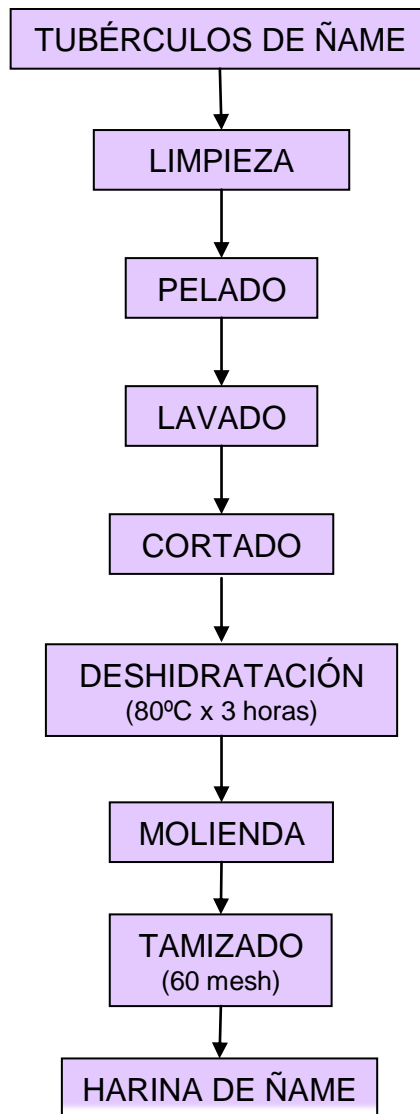 TUBÉRCULOS DE ÑAME
LIMPIEZA
PELADO
LAVADO
CORTADO
DESHIDRATACIÓN
(80ºC x 3 horas)
MOLIENDA
TAMIZADO
(60 mesh)
HARINA DE ÑAME